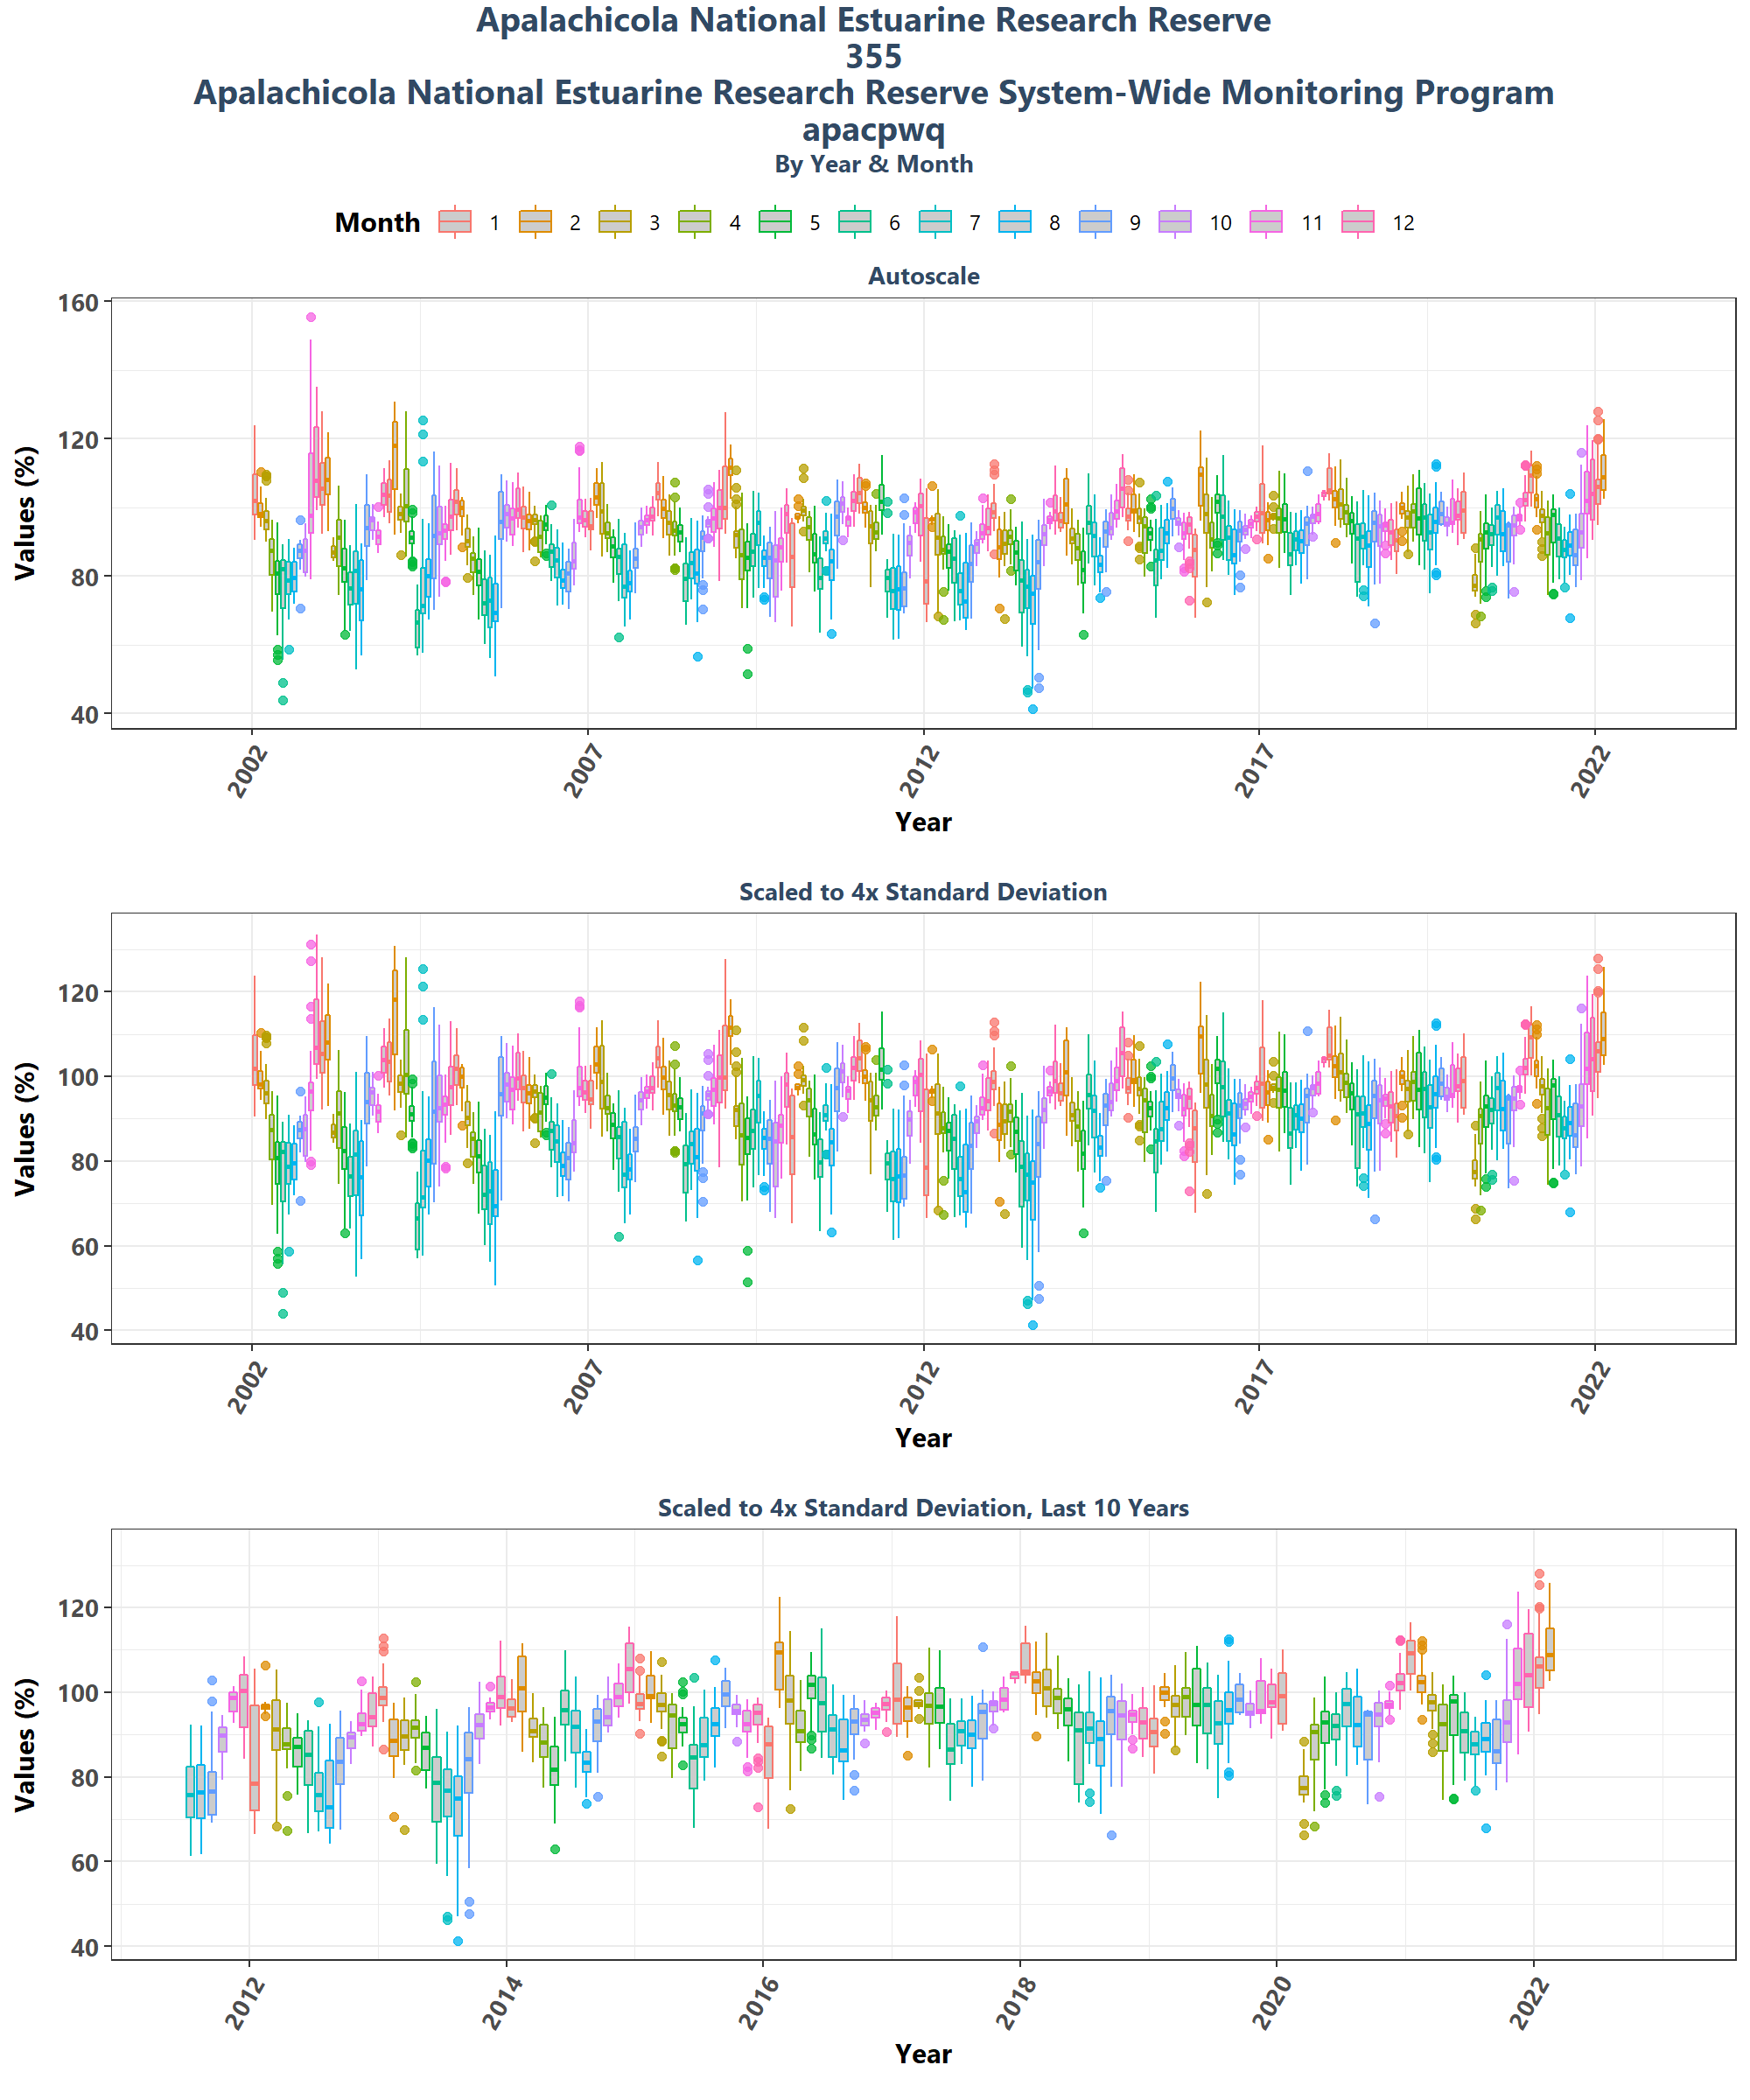 Apalachicola National Estuarine Research Reserve
355
Apalachicola National Estuarine Research Reserve System-Wide Monitoring Program
apacpwq
By Year & Month
Month 1 2 3 4 5 6 7 8 9 10 11 12
Autoscale
Values (%)
160
120
80
40
2002 2007 2012 2017 2022
Year
Scaled to 4x Standard Deviation
Values (%)
120
100
80
60
40
2002 2007 2012 2017 2022
Year
Scaled to 4x Standard Deviation, Last 10 Years
Values (%)
120
100
80
60
40
2012 2014 2016 2018 2020 2022
Year